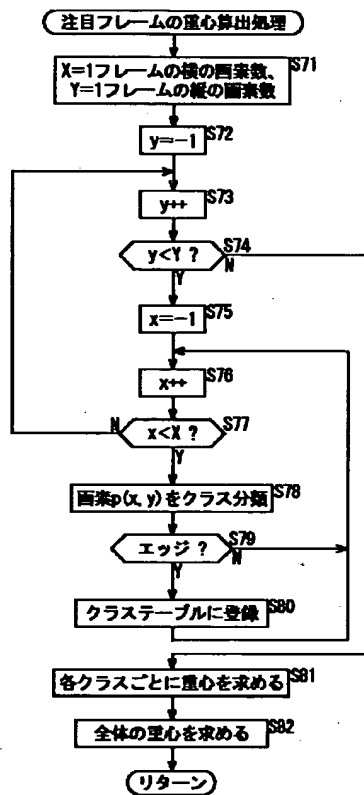 注目フレームの重心算出処理
X=1フレームの横の画素数、 S71
Y=1フレームの縦の画素数
y=-1 S72
y++ S73
y<Y ? S74
N
Y
x=-1 S75
x++ S76
N x<X ? S77
Y
画素p(x, y)をクラス分類 S78
エッジ ? S79
N
Y
クラステーブルに登録 S80
各クラスごとに重心を求める S81
全体の重心を求める S82
リターン